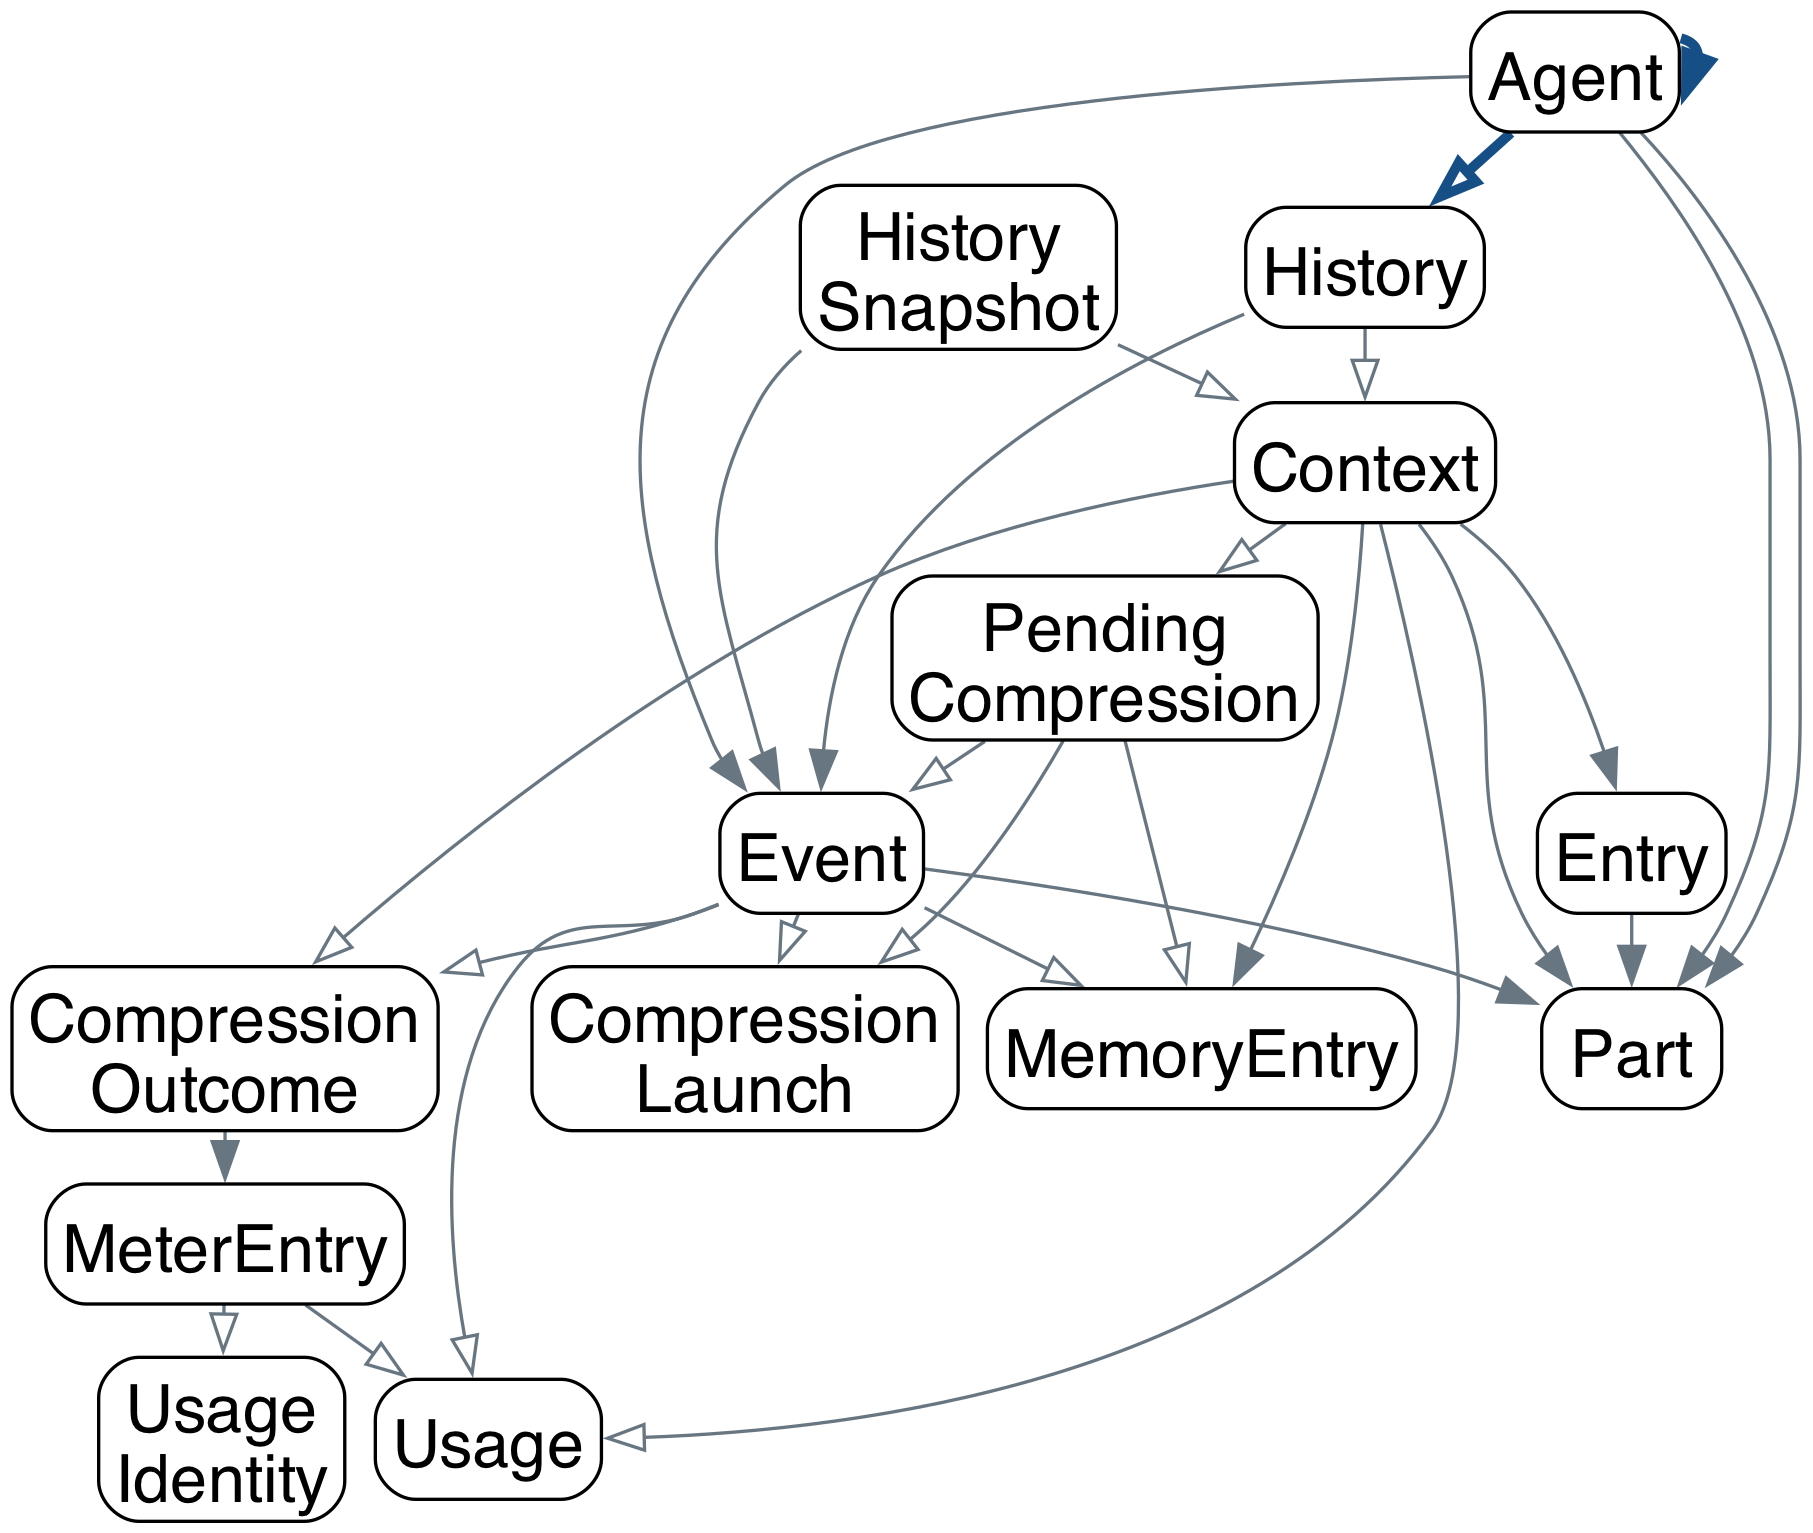 Agent
History
Snapshot
History
Context
Pending
Compression
Event
Entry
Compression
Outcome
Compression
Launch
MemoryEntry
Part
MeterEntry
Usage
Identity
Usage